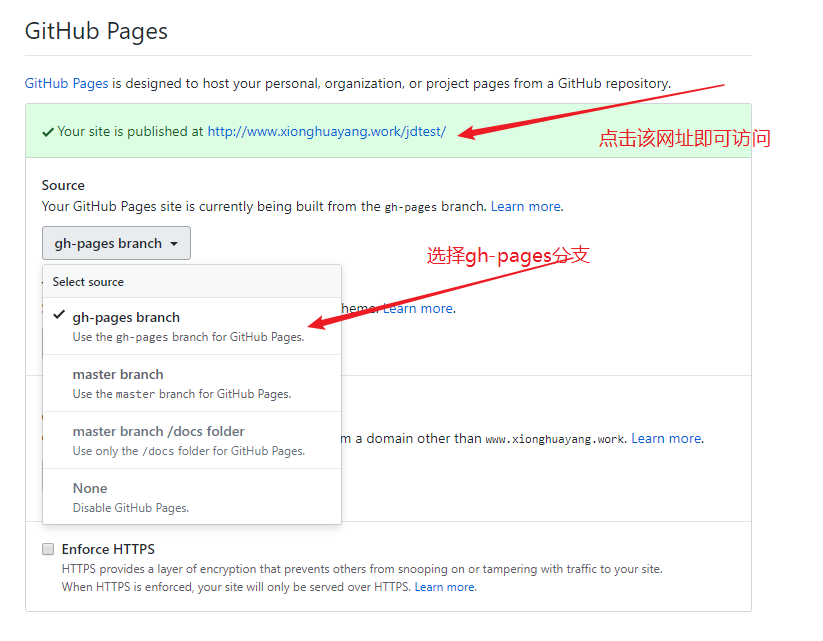 GitHub Pages
GitHub Pages is designed to host your personal, organization, or project pages from a GitHub repository.
Your site is published at http://www.xionghuayang.work/jdtest/
点击该网址即可访问
Source
Your GitHub Pages site is currently being built from the gh-pages branch. Learn more.
gh-pages branch
选择gh-pages分支
Select source
heme. Learn more.
gh-pages branch
Use the gh-pages branch for GitHub Pages.
master branch
Use the master branch for GitHub Pages.
master branch /docs folder
m a domain other than www.xionghuayang.work. Learn more.
Use only the /docs folder for GitHub Pages.
None
Disable GitHub Pages.
Enforce HTTPS
HTTPS provides a layer of encryption that prevents others from snooping on or tampering with traffic to your site.
When HTTPS is enforced, your site will only be served over HTTPS. Learn more.